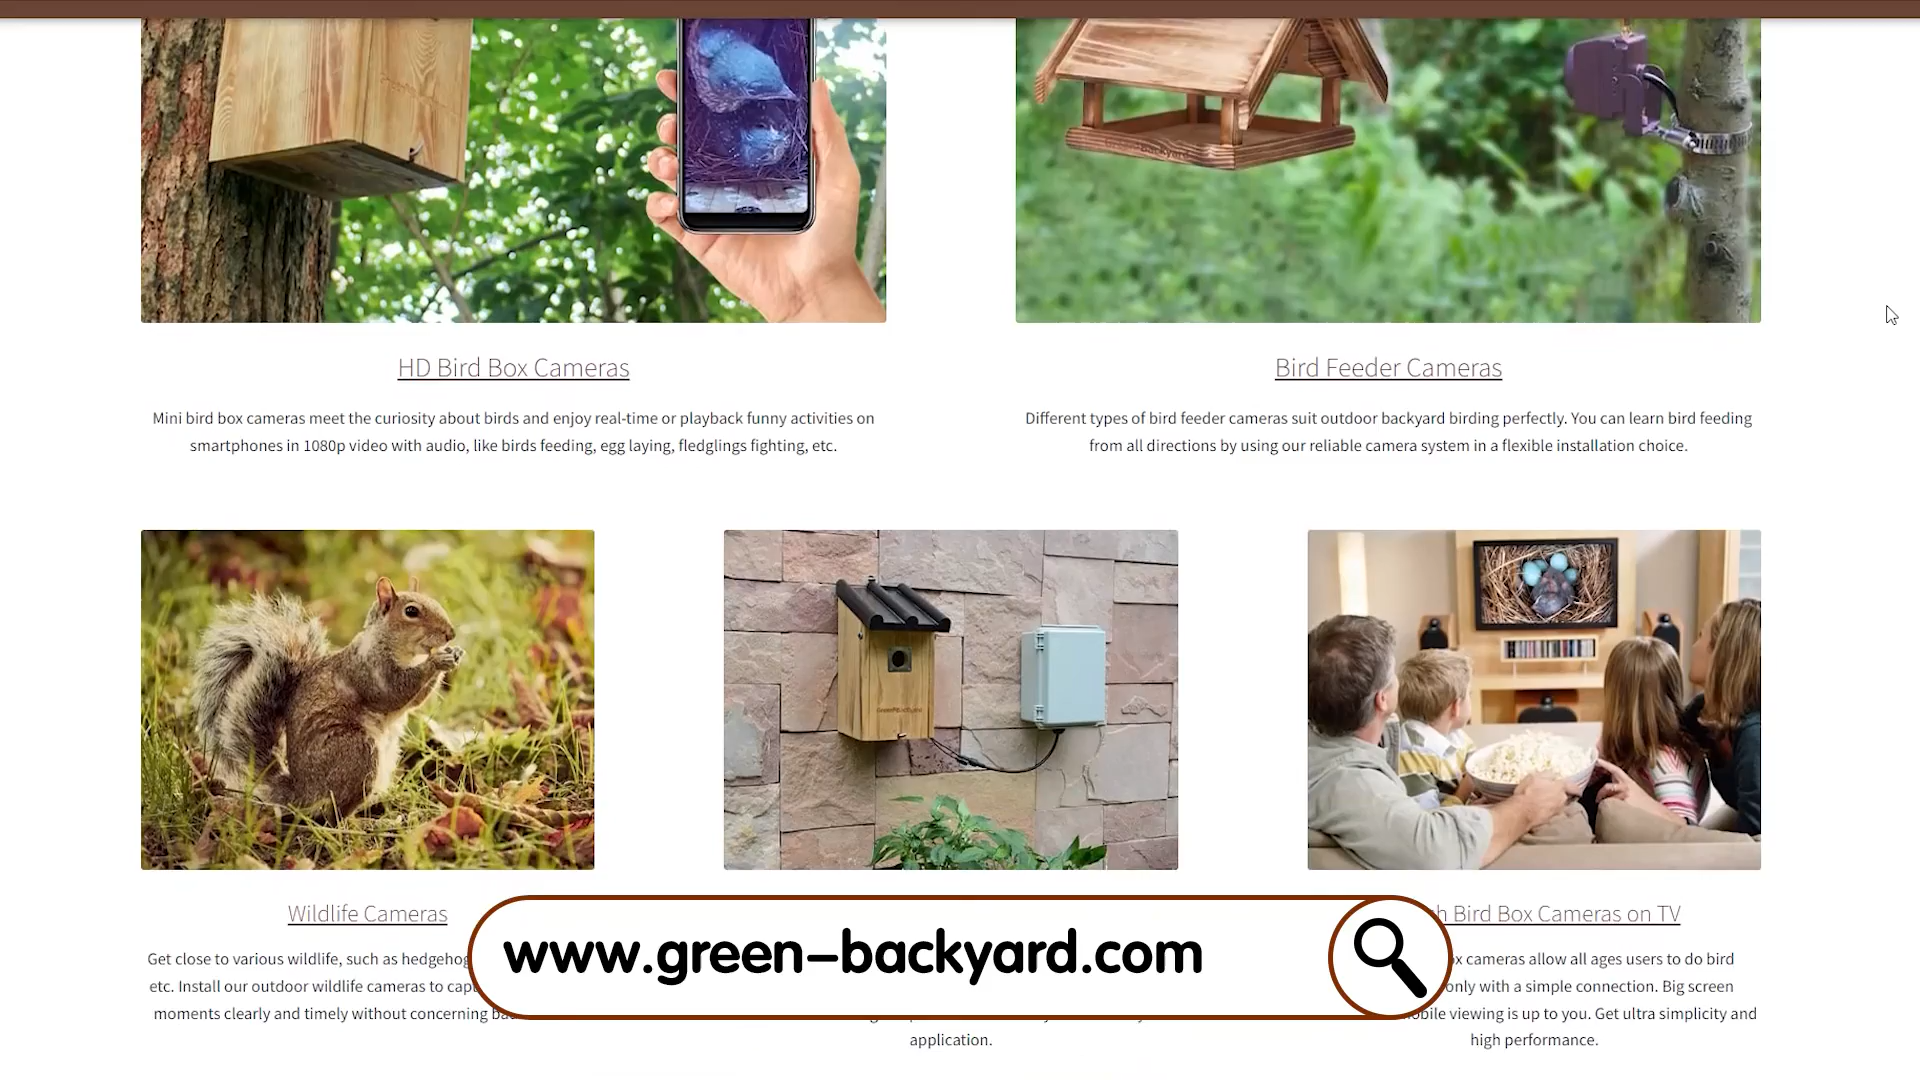 HD Bird Box Cameras
Mini bird box cameras meet the curiosity about birds and enjoy real-time or playback funny activities on
smartphones in 1080p video with audio, like birds feeding, egg laying, fledglings fighting, etc.
Bird Feeder Cameras
Different types of bird feeder cameras suit outdoor backyard birding perfectly. You can learn bird feeding
from all directions by using our reliable camera system in a flexible installation choice.
Wildlife Cameras
Get close to various wildlife, such as hedgehog
etc. Install our outdoor wildlife cameras to
moments clearly and timely without concerning
application.
Bird Box Cameras on TV
cameras allow all ages users to do bird
only with a simple connection. Big screen
viewing is up to you. Get ultra simplicity and
high performance.
www.green-backyard.com